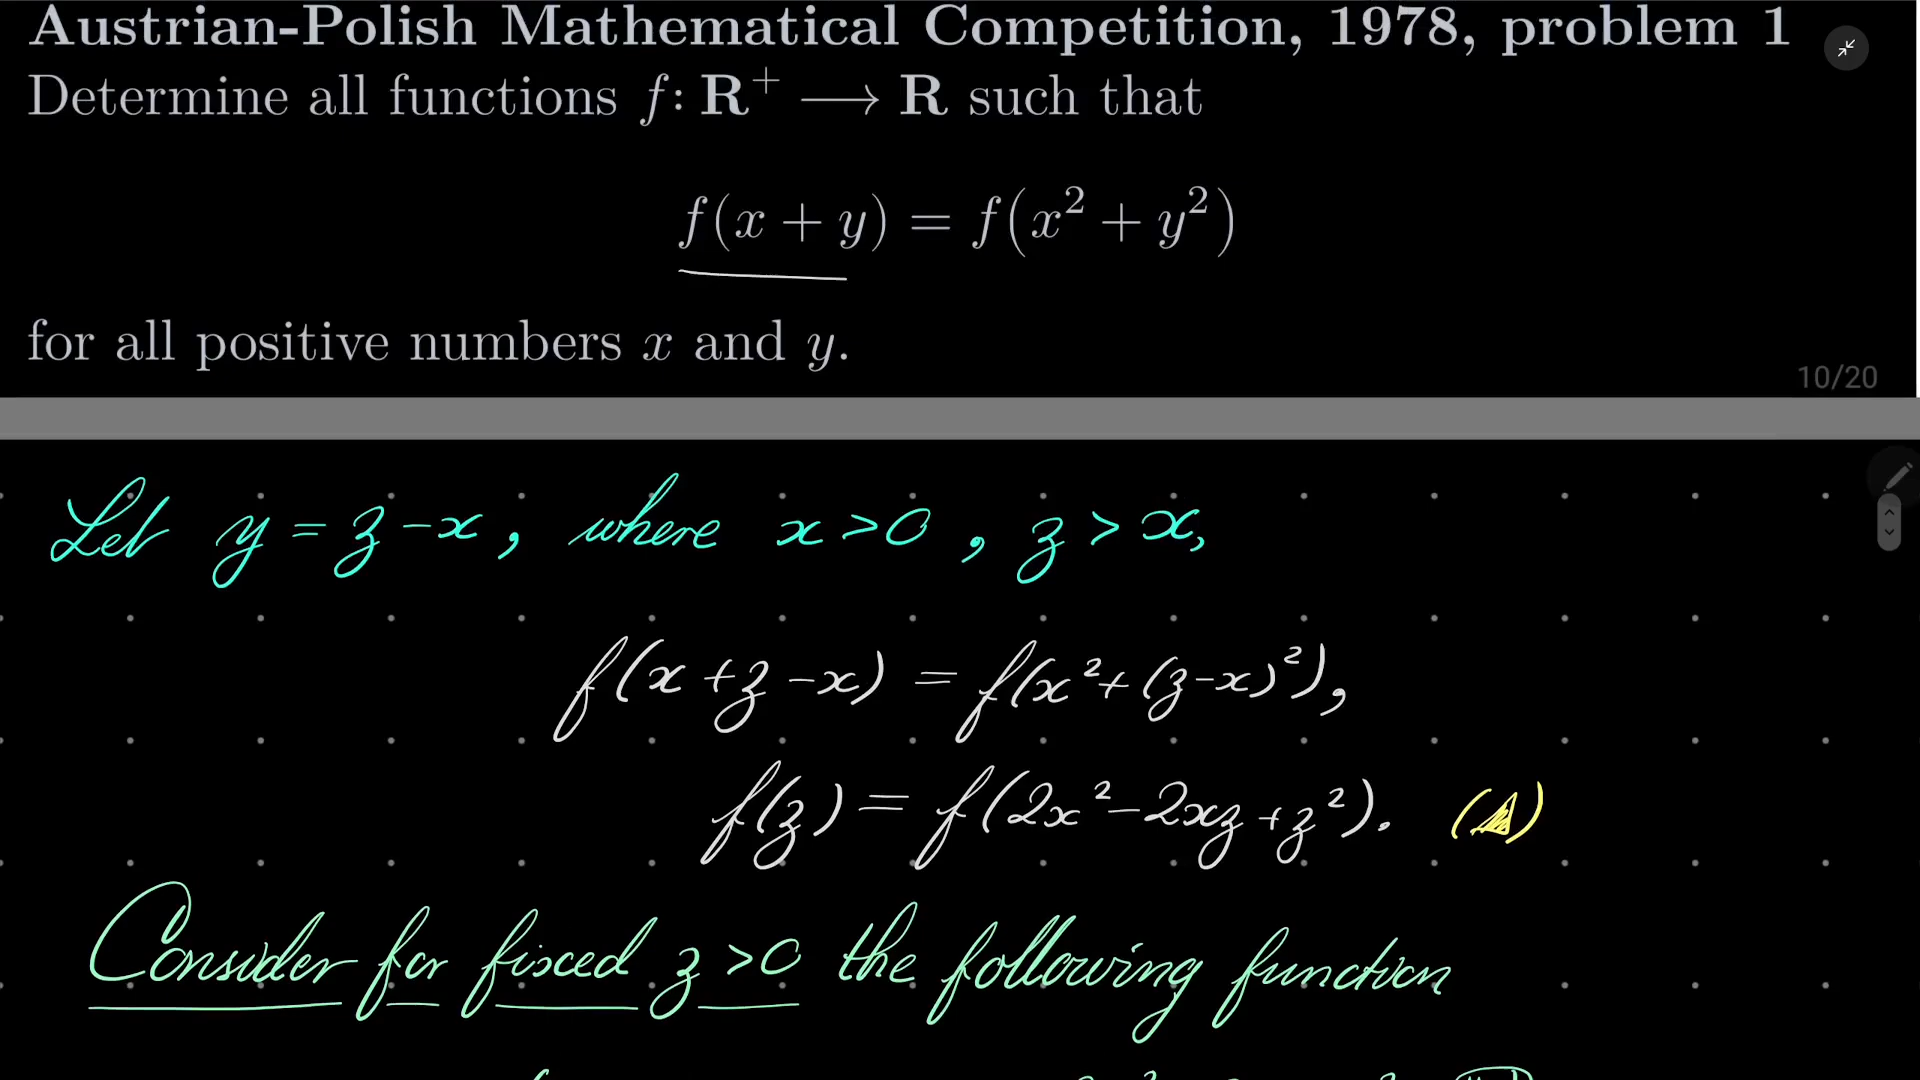 Austrian-Polish Mathematical Competition, 1978, problem 1
Determine all functions f: R⁺ ⟶ R such that
f(x + y) = f(x² + y²)
for all positive numbers x and y.
10/20
Let y = z - x, where x > 0, z > x,
f(x + z - x) = f(x² + (z - x)²),
f(z) = f(2x² - 2xz + z²). (Δ)
Consider for fixed z > 0 the following function